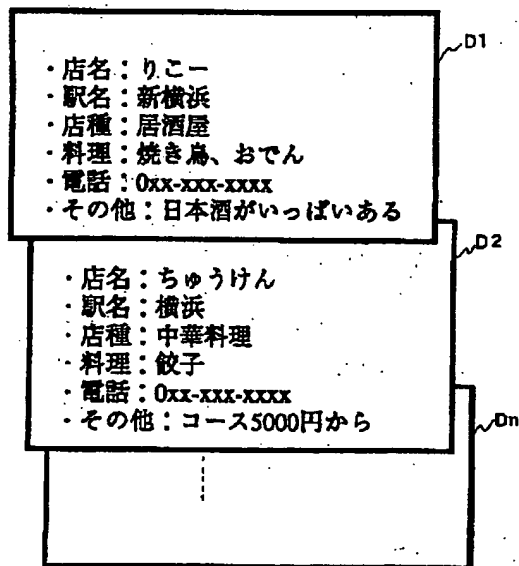 D1
・店名：りこー
・駅名：新横浜
・店種：居酒屋
・料理：焼き鳥、おでん
・電話：0xx-xxx-xxxx
・その他：日本酒がいっぱいある
D2
・店名：ちゅうけん
・駅名：横浜
・店種：中華料理
・料理：餃子
・電話：0xx-xxx-xxxx
・その他：コース5000円から
Dn